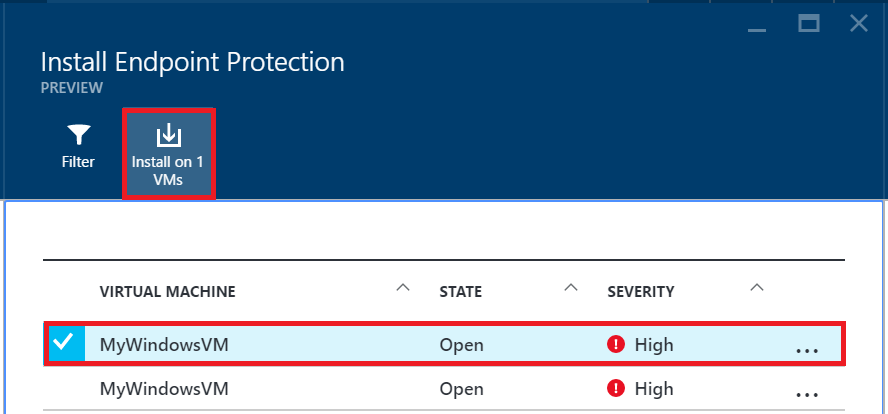 Install Endpoint Protection
PREVIEW
Filter
Install on 1
VMs
VIRTUAL MACHINE STATE SEVERITY
MyWindowsVM Open ! High ...
MyWindowsVM Open ! High ...